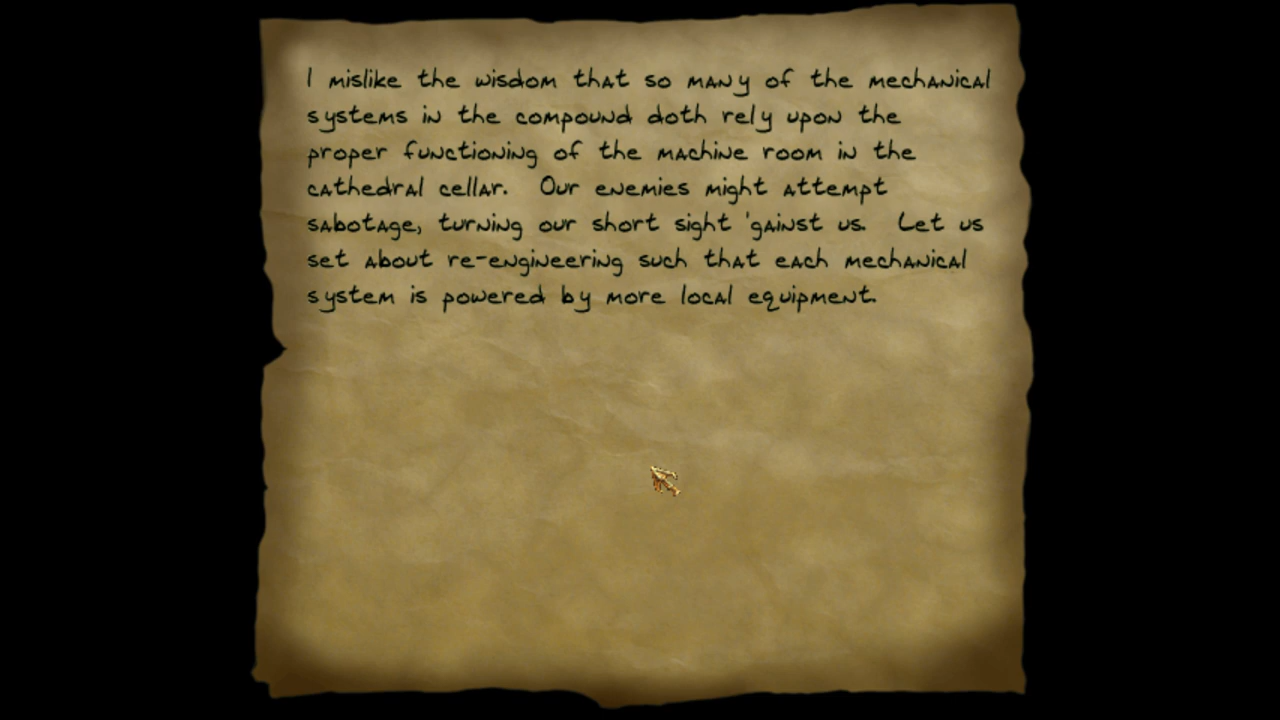 I mislike the wisdom that so many of the mechanical
systems in the compound doth rely upon the
proper functioning of the machine room in the
cathedral cellar.  Our enemies might attempt
sabotage, turning our short sight 'gainst us.  Let us
set about re-engineering such that each mechanical
system is powered by more local equipment.